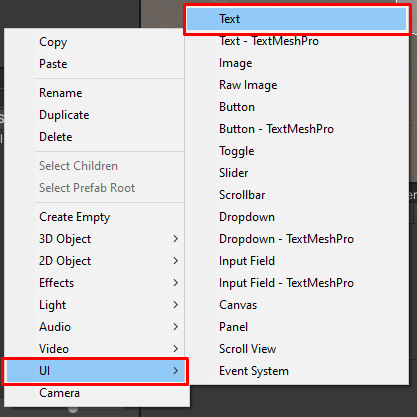 Copy
Paste
Rename
Duplicate
Delete
Select Children
Select Prefab Root
Create Empty
3D Object
2D Object
Effects
Light
Audio
Video
UI
Camera
Text
Text - TextMeshPro
Image
Raw Image
Button
Button - TextMeshPro
Toggle
Slider
Scrollbar
Dropdown
Dropdown - TextMeshPro
Input Field
Input Field - TextMeshPro
Canvas
Panel
Scroll View
Event System